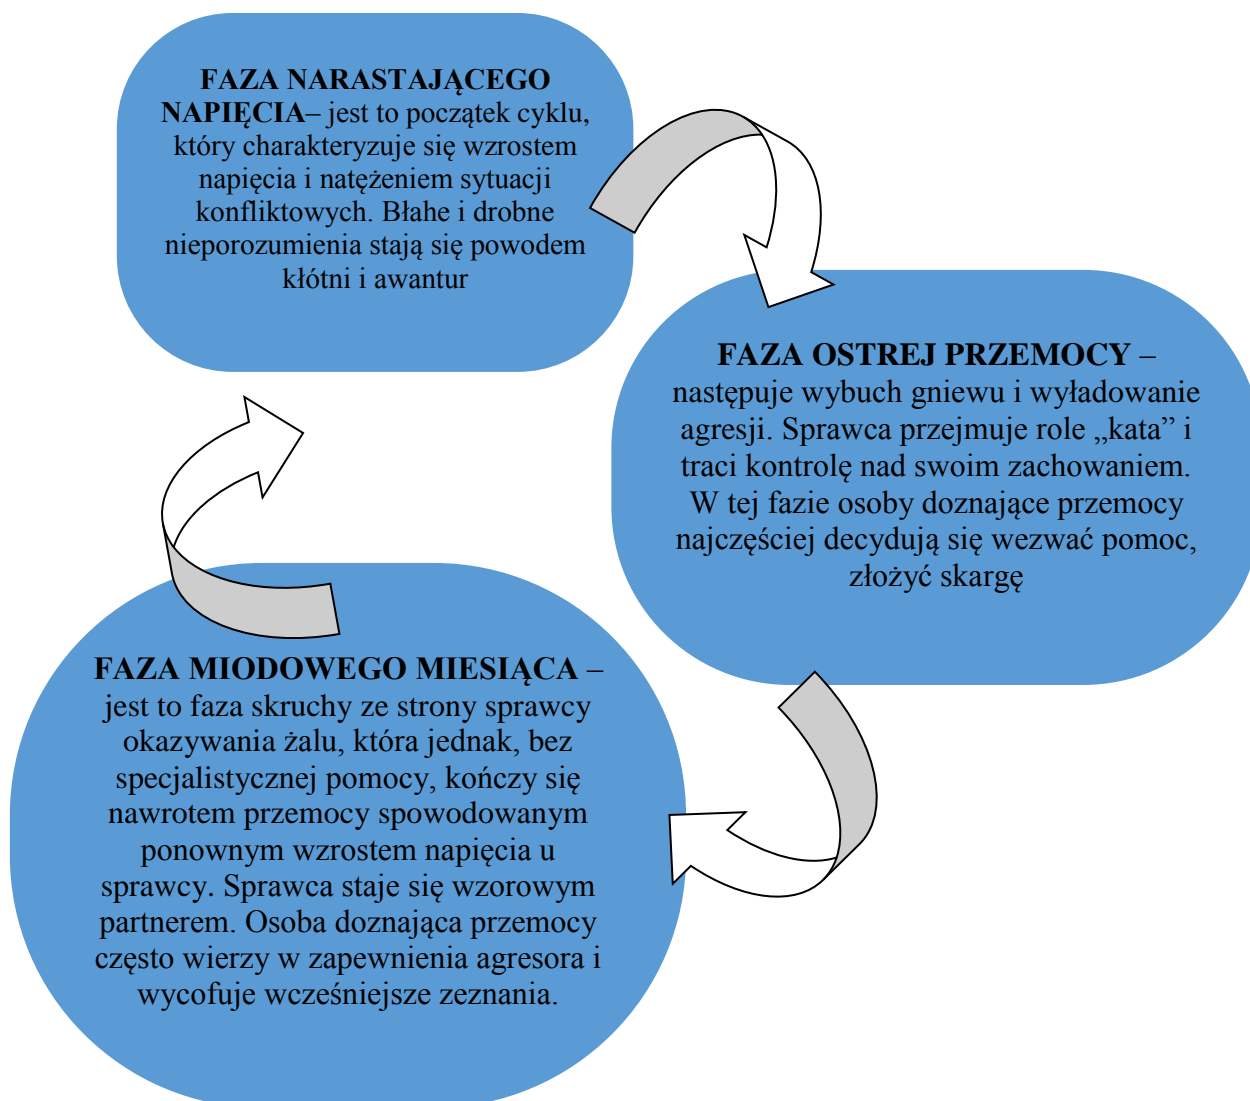 FAZA NARASTAJĄCEGO
NAPIĘCIA– jest to początek cyklu,
który charakteryzuje się wzrostem
napięcia i natężeniem sytuacji
konfliktowych. Błahe i drobne
nieporozumienia stają się powodem
kłótni i awantur
FAZA OSTREJ PRZEMOCY –
następuje wybuch gniewu i wyładowanie
agresji. Sprawca przejmuje role „kata” i
traci kontrolę nad swoim zachowaniem.
W tej fazie osoby doznające przemocy
najczęściej decydują się wezwać pomoc,
złożyć skargę
FAZA MIODOWEGO MIESIĄCA –
jest to faza skruchy ze strony sprawcy
okazywania żalu, która jednak, bez
specjalistycznej pomocy, kończy się
nawrotem przemocy spowodowanym
ponownym wzrostem napięcia u
sprawcy. Sprawca staje się wzorowym
partnerem. Osoba doznająca przemocy
często wierzy w zapewnienia agresora i
wycofuje wcześniejsze zeznania.